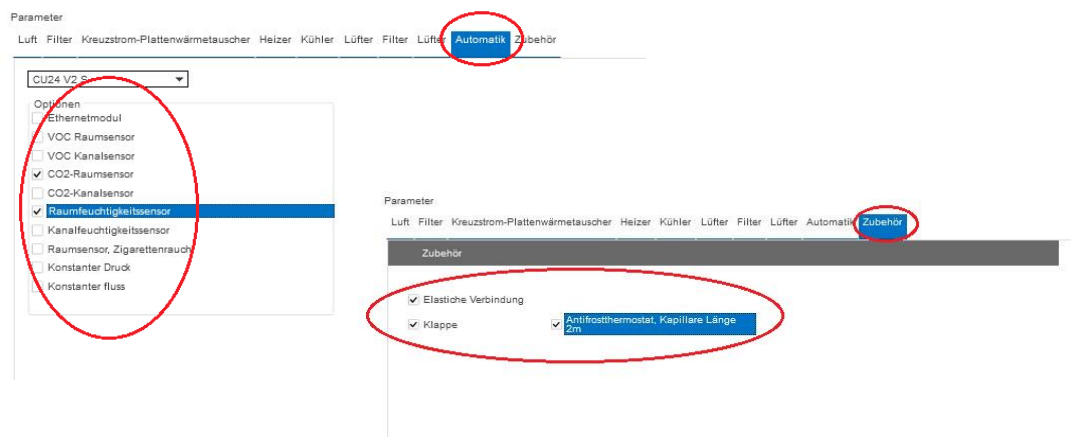 Parameter
Luft Filter Kreuzstrom-Plattenwärmetauscher Heizer Kühler Lüfter Filter Lüfter Automatik Zubehör
CU24 V2 S
Optionen
Ethernetmodul
VOC Raumsensor
VOC Kanalsensor
CO2-Raumsensor
CO2-Kanalsensor
Raumfeuchtigkeitssensor
Kanalfeuchtigkeitssensor
Raumsensor, Zigarettenrauch
Konstanter Druck
Konstanter fluss
Parameter
Luft Filter Kreuzstrom-Plattenwärmetauscher Heizer Kühler Lüfter Filter Lüfter Automatik Zubehör
Zubehör
Elastiche Verbindung
Klappe
Antifrostthermostat, Kapillare Länge
2m